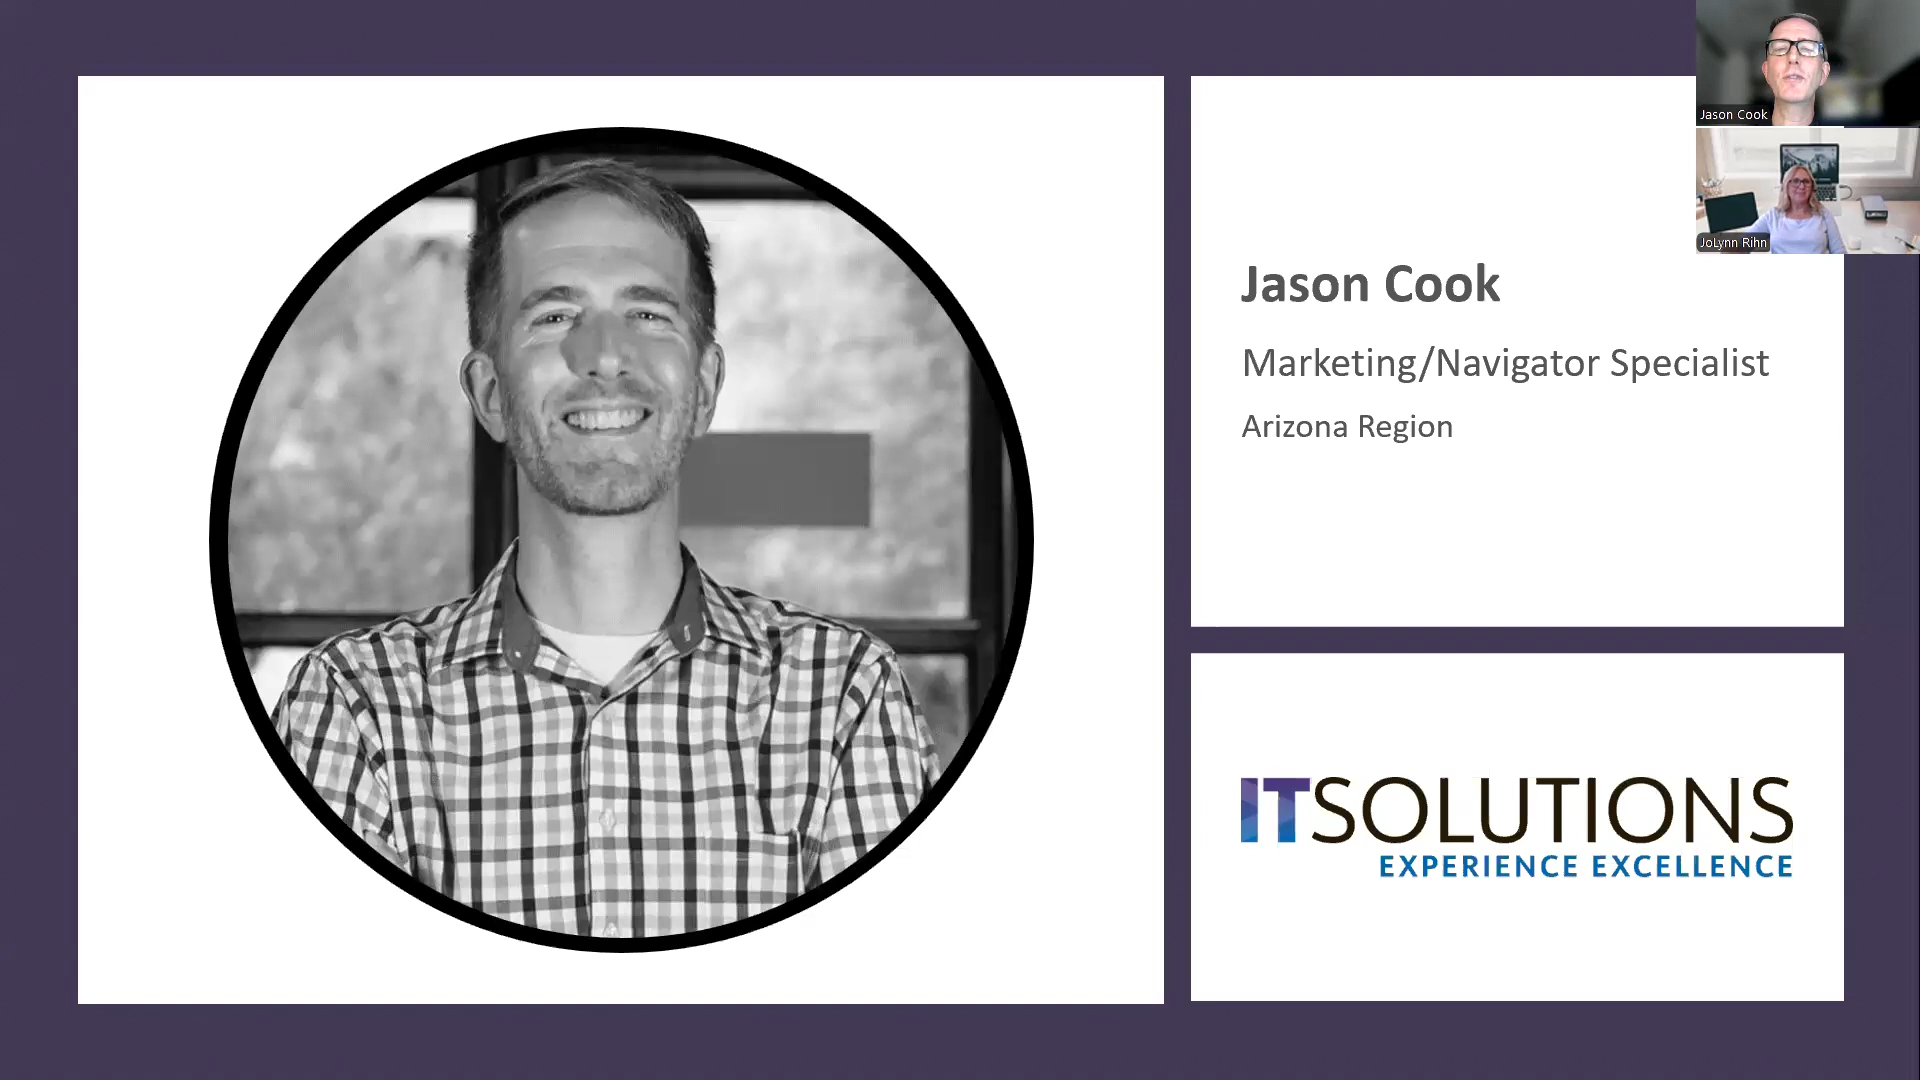 Jason Cook
JoLynn Rihn
Jason Cook
Marketing/Navigator Specialist
Arizona Region
ITSOLUTIONS
EXPERIENCE EXCELLENCE